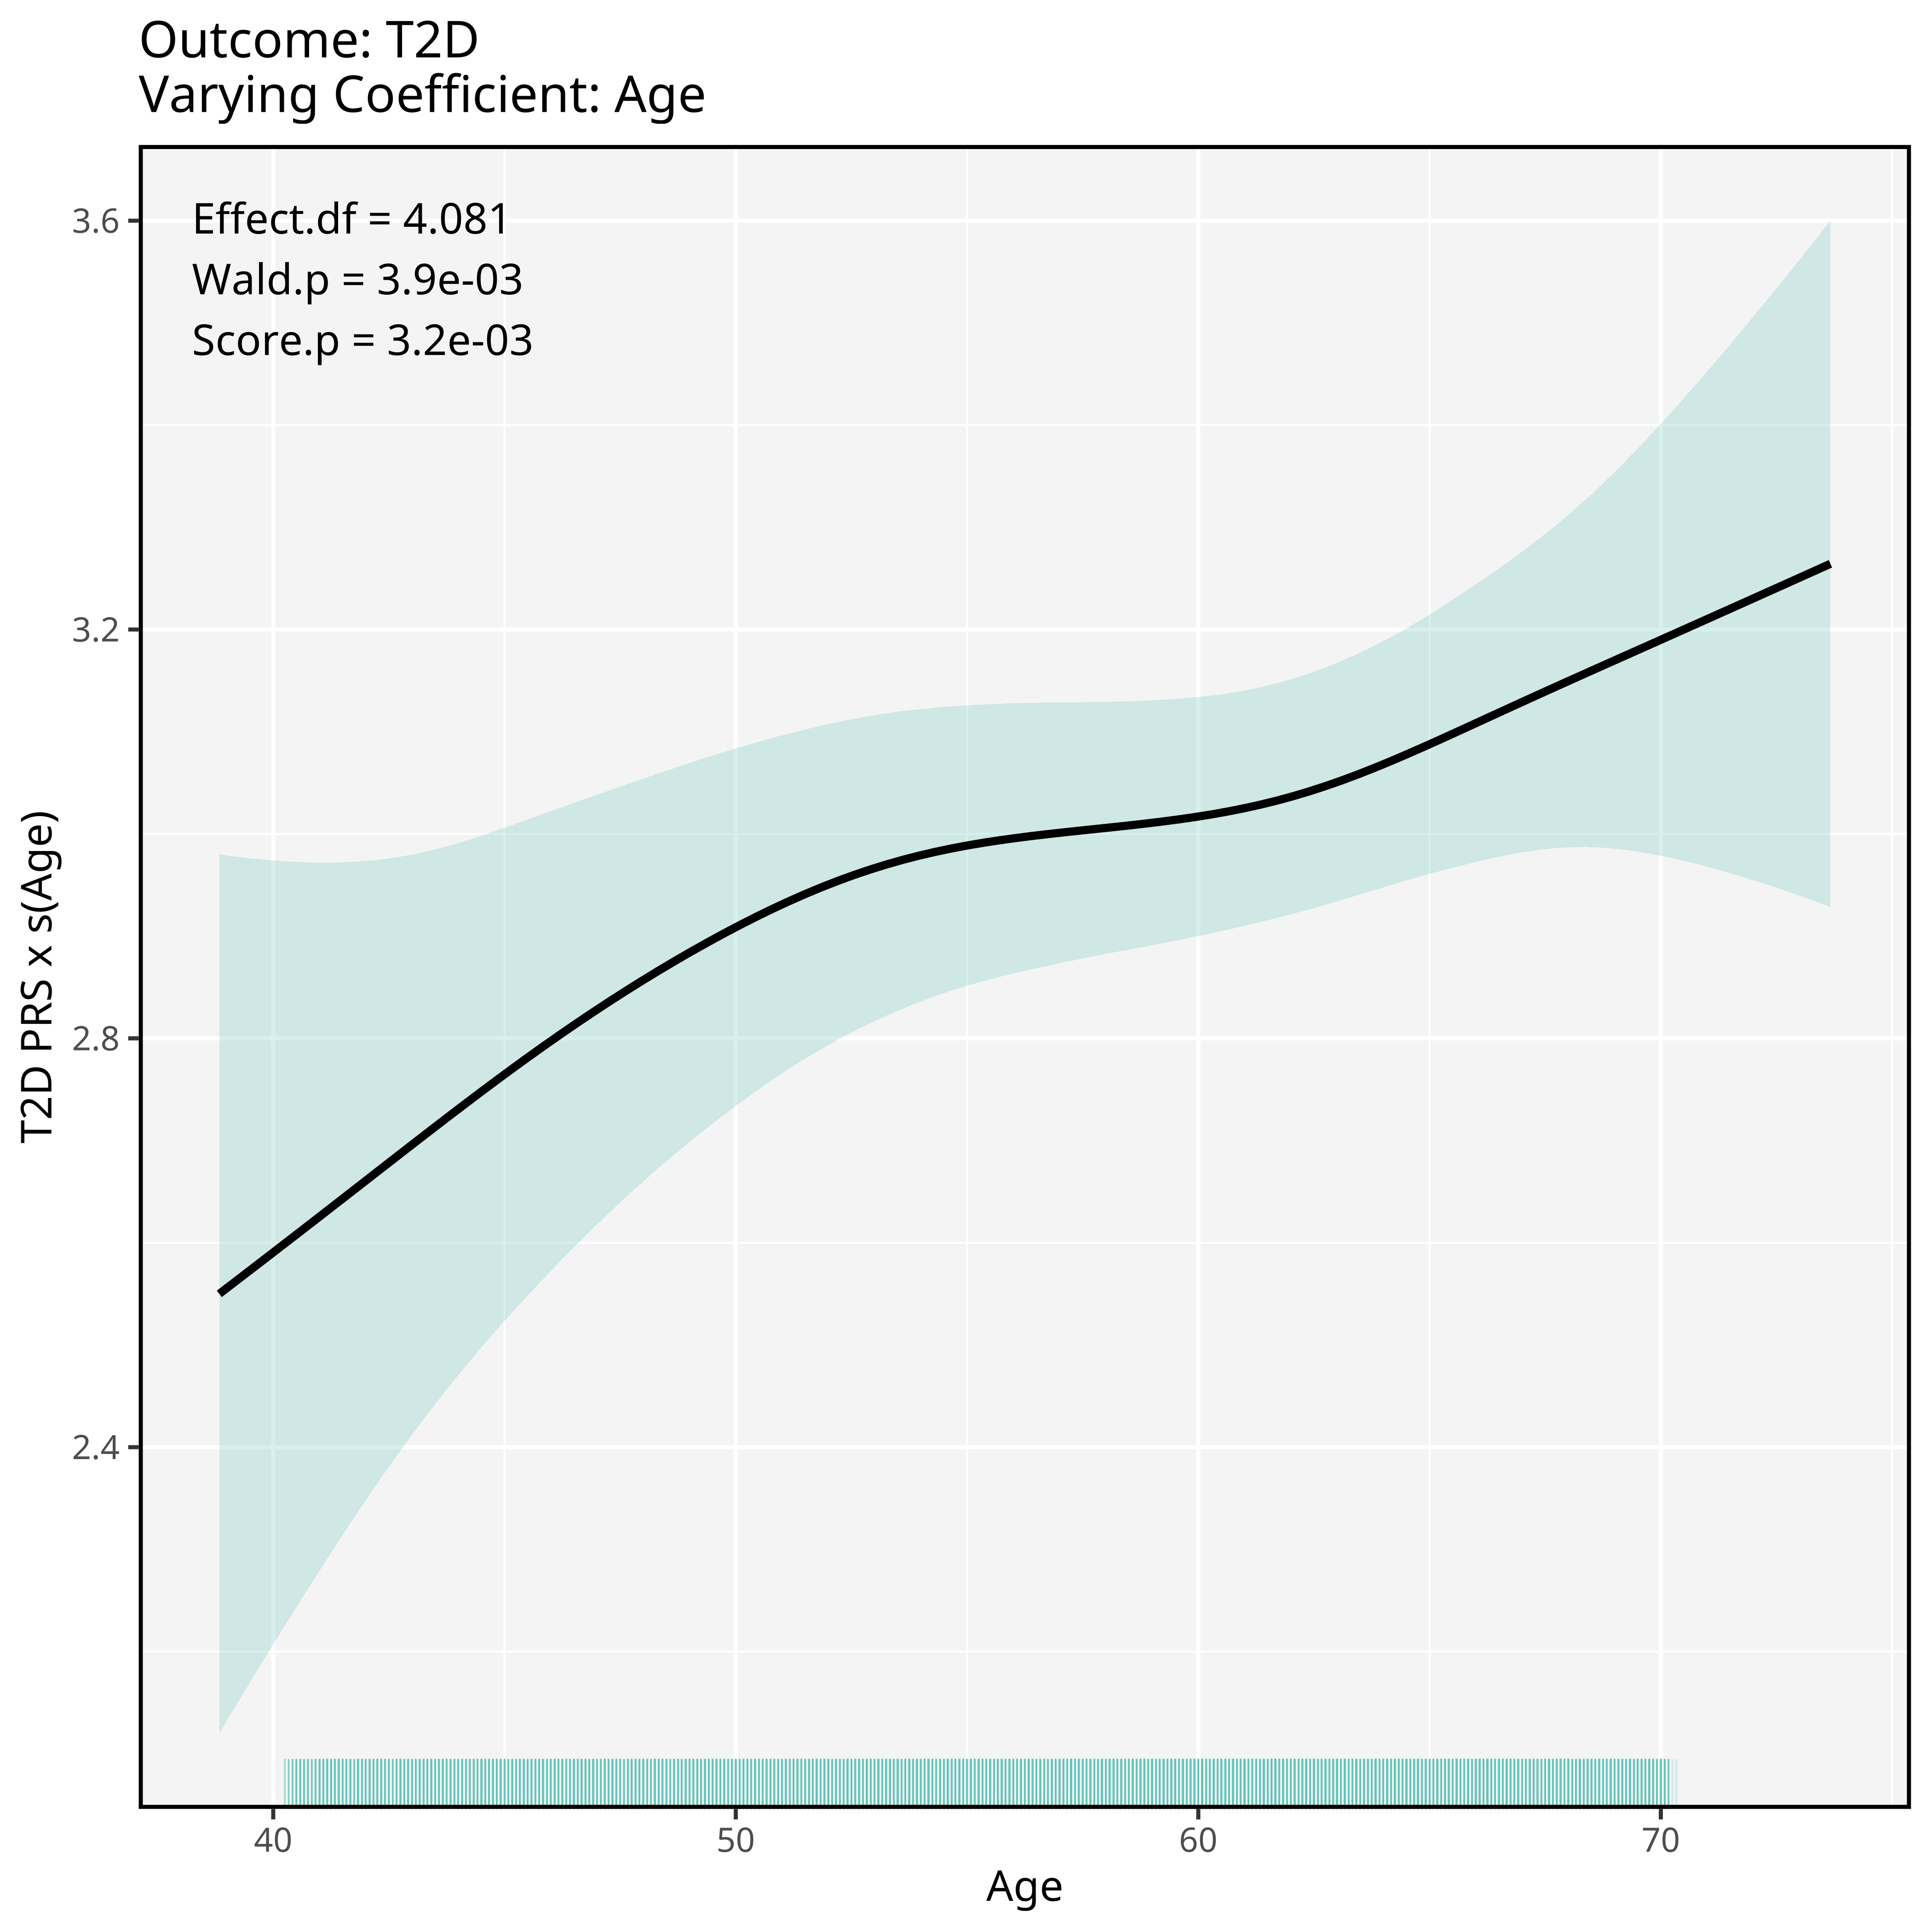 Outcome: T2D
Varying Coefficient: Age
Effect.df = 4.081
Wald.p = 3.9e-03
Score.p = 3.2e-03
3.6
3.2
2.8
2.4
T2D PRS x s(Age)
40 50 60 70
Age